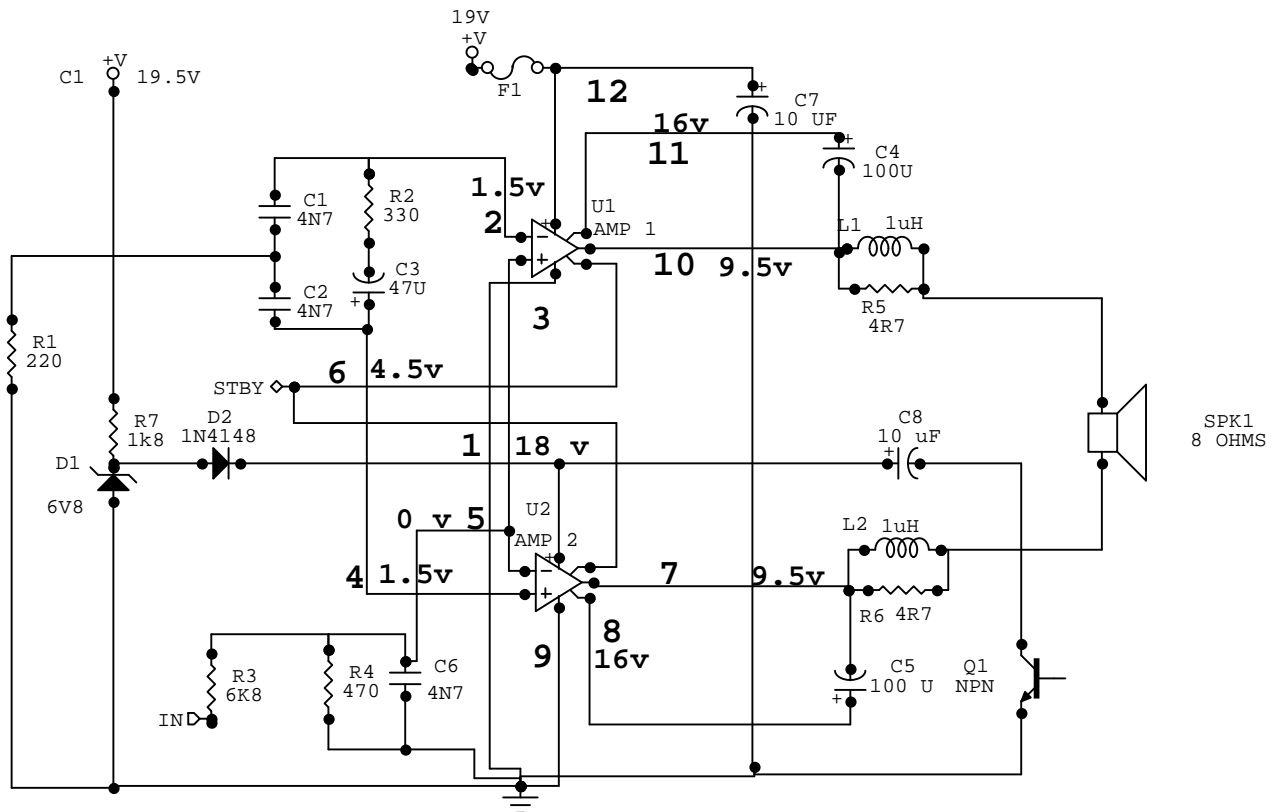 19V
+V
F1
12
C1
+V
19.5V
C7
10 UF
16v
11
C4
100U
C1
4N7
R2
330
1.5v
2
U1
AMP 1
L1
1uH
10
9.5v
C3
47U
C2
4N7
3
R5
4R7
R1
220
6
4.5v
STBY
R7
1k8
D2
1N4148
C8
10 uF
SPK1
8 OHMS
D1
6V8
1
18 v
U2
AMP 2
0 v
5
L2
1uH
4
1.5v
7
9.5v
R6
4R7
8
16v
9
R3
6K8
R4
470
C6
4N7
C5
100 U
Q1
NPN
IN